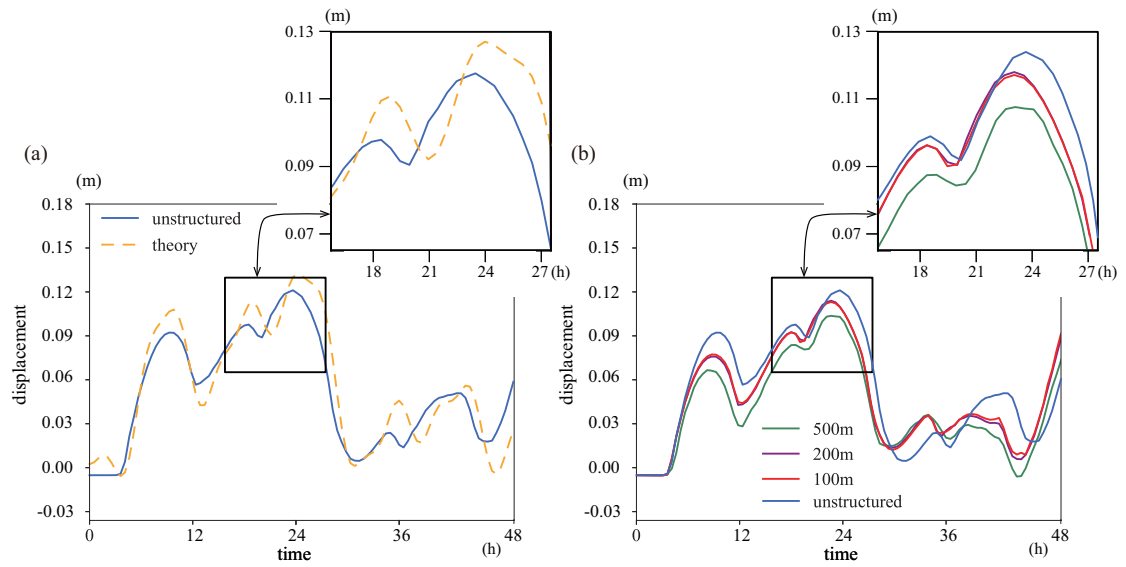 (m)
0.13
0.11
0.09
0.07
18
21
24
27
(h)
(a)
(m)
0.18
0.18
0.15
0.12
0.09
0.06
0.03
0.00
-0.03
displacement
unstructured
theory
0
12
24
36
48
(h)
time
(m)
0.13
0.11
0.09
0.07
18
21
24
27
(h)
(b)
(m)
0.18
0.18
0.15
0.12
0.09
0.06
0.03
0.00
-0.03
displacement
500m
200m
100m
unstructured
0
12
24
36
48
(h)
time